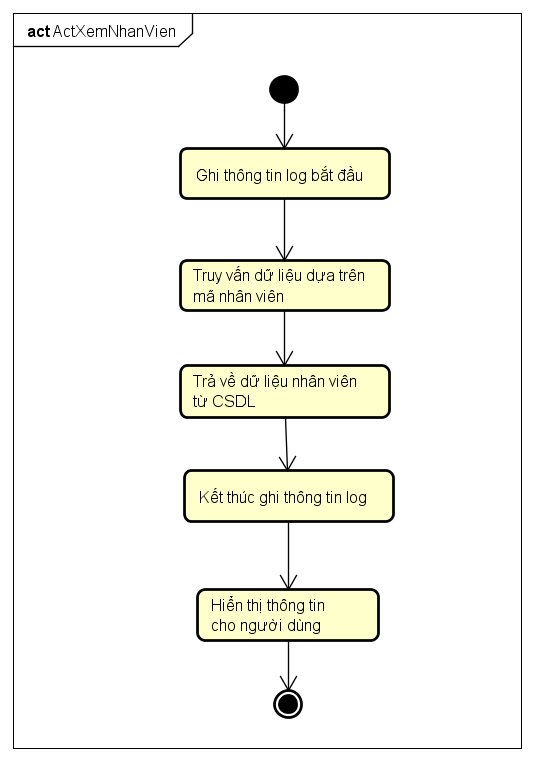 act ActXemNhanVien
Ghi thông tin log bắt đầu
Truy vấn dữ liệu dựa trên
mã nhân viên
Trả về dữ liệu nhân viên
từ CSDL
Kết thúc ghi thông tin log
Hiển thị thông tin
cho người dùng